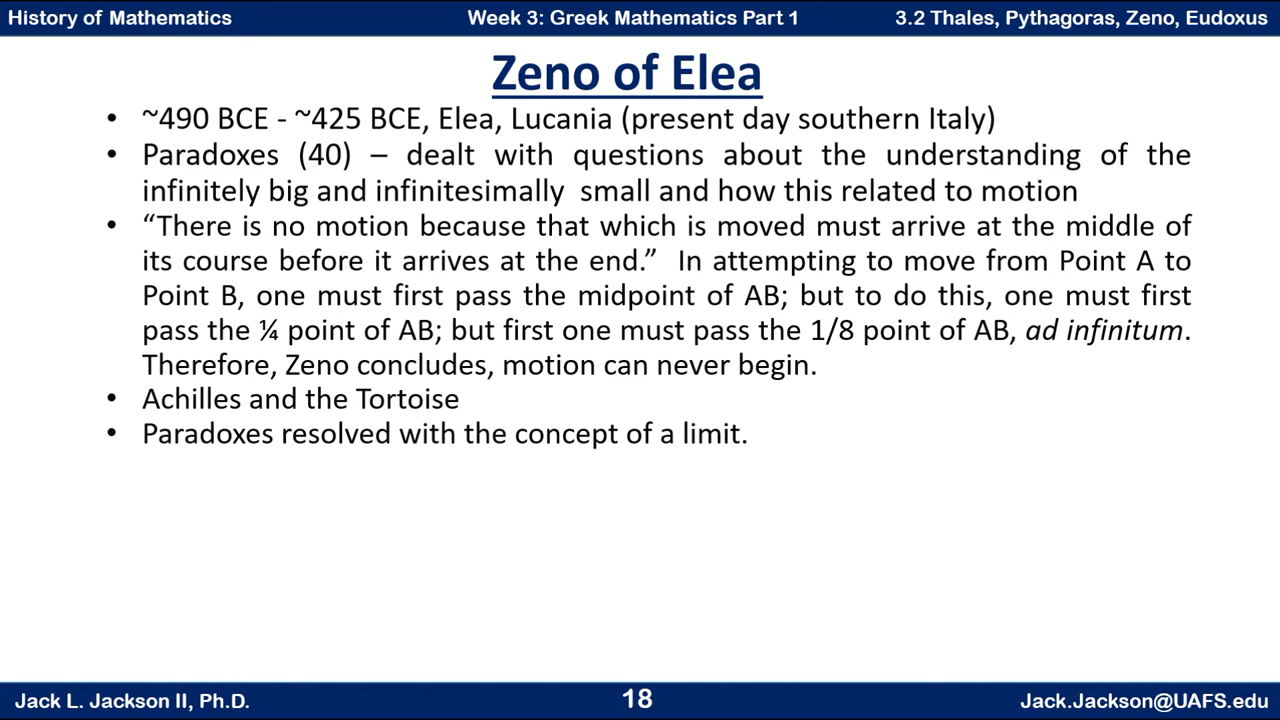 History of Mathematics Week 3: Greek Mathematics Part 1 3.2 Thales, Pythagoras, Zeno, Eudoxus
Zeno of Elea
• ~490 BCE - ~425 BCE, Elea, Lucania (present day southern Italy)
• Paradoxes (40) – dealt with questions about the understanding of the
infinitely big and infinitesimally small and how this related to motion
• “There is no motion because that which is moved must arrive at the middle of
its course before it arrives at the end.” In attempting to move from Point A to
Point B, one must first pass the midpoint of AB; but to do this, one must first
pass the ¼ point of AB; but first one must pass the 1/8 point of AB, ad infinitum.
Therefore, Zeno concludes, motion can never begin.
• Achilles and the Tortoise
• Paradoxes resolved with the concept of a limit.
Jack L. Jackson II, Ph.D. 18 Jack.Jackson@UAFS.edu